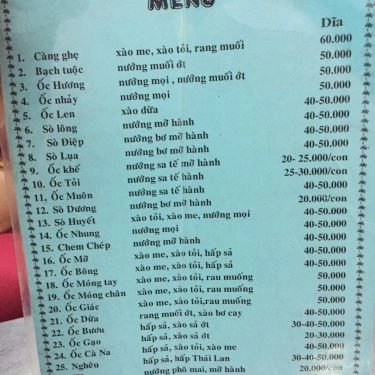 MENU
Dĩa
1. Càng ghẹ xào me, xào tỏi, rang muối 60.000
2. Bạch tuộc nướng muối ớt 50.000
3. Ốc Hương nướng mọi , nướng muối ớt 50.000
4. Ốc nhảy nướng mọi 50.000
5. Ốc Len xào dừa 40-50.000
6. Sò lông nướng mỡ hành 40-50.000
7. Sò Điệp nướng bơ mỡ hành 40-50.000
8. Sò Lụa nướng bơ mỡ hành 40-50.000
9. Ốc khế nướng sa tế mỡ hành 20- 25.000/con
10. Ốc Tỏi nướng sa tế hành 25-30.000/con
11. Ốc Muôn nướng sa tế hành 40-50.000
12. Sò Dương nướng bơ mỡ hành 20.000/con
13. Sò Huyết xào tỏi, xào me, nướng mọi 40-50.000
14. Ốc Nhung nướng mọi 40-50.000
15. Chem Chép nướng mỡ hành 40-50.000
16. Ốc Mỡ xào me, xào tỏi, hấp sả 40-50.000
17. Ốc Bông xào me, xào tỏi, hấp sả 40-50.000
18. Ốc Móng tay xào me, xào tỏi, rau muống 50.000
19. Ốc Móng chân xào me, xào tỏi,rau muống 50.000
20. Ốc Giác rang muối ớt, xào bơ cay 40-50.000
21. Ốc Dừa hấp sả, xào sả ớt 50.000
22. Ốc Bươu hấp sả, xào sả ớt 30-40-50.000
23. Ốc Gạo xào me, xào tỏi, xào me 50.000
24. Ốc Cà Na hấp sả, hấp Thái Lan 40-50.000
25. Nghêu nướng phô mai, mỡ hành 30-40-50.000
40.000/con